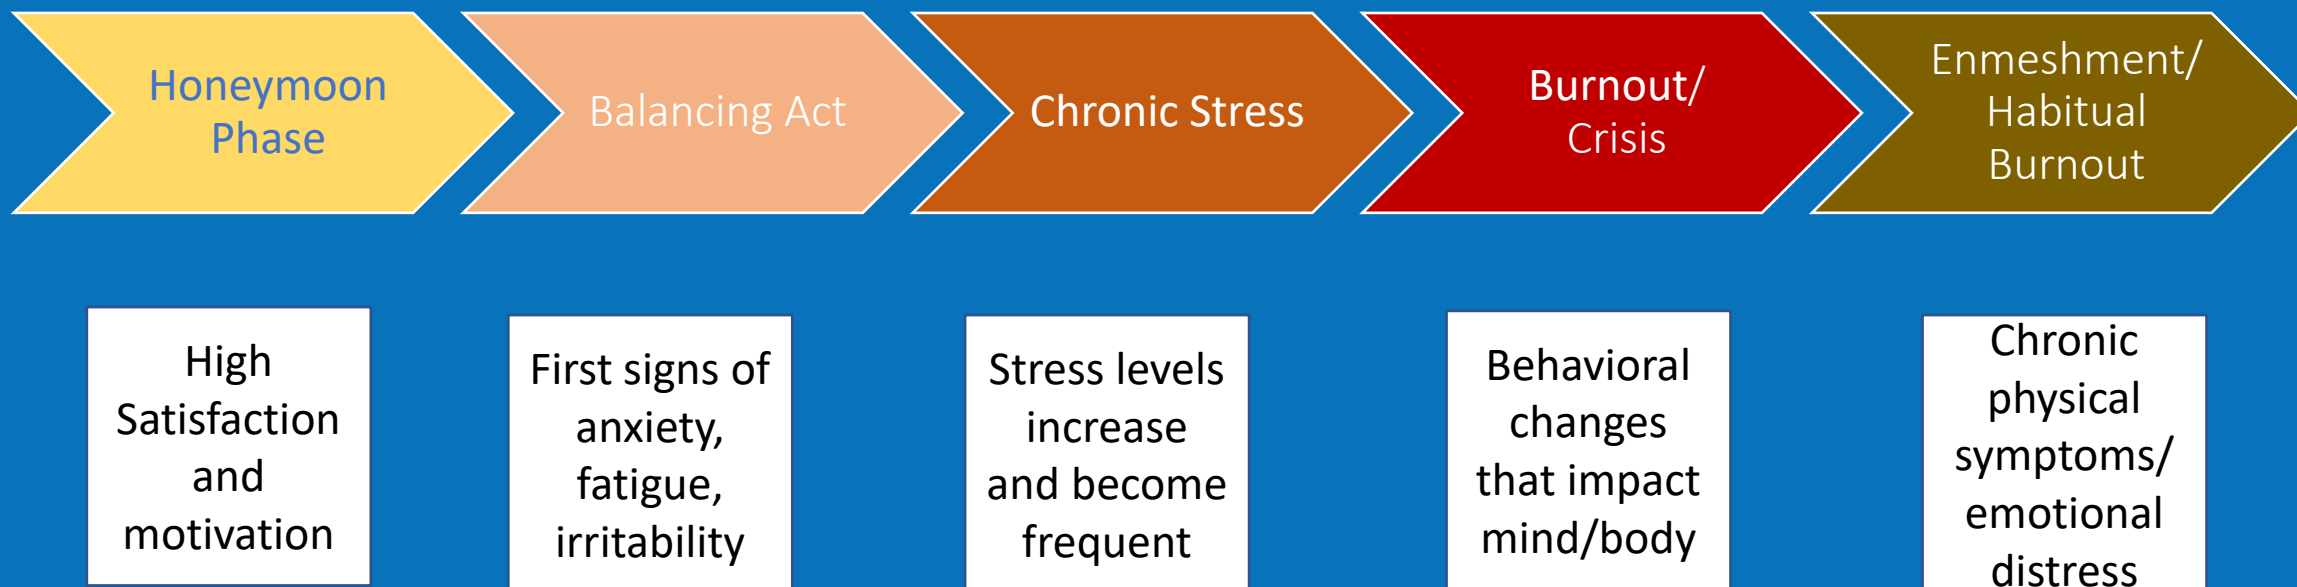 Honeymoon
Phase
Balancing Act
Chronic Stress
Burnout/
Crisis
Enmeshment/
Habitual
Burnout
High
Satisfaction
and
motivation
First signs of
anxiety,
fatigue,
irritability
Stress levels
increase
and become
frequent
Behavioral
changes
that impact
mind/body
Chronic
physical
symptoms/
emotional
distress